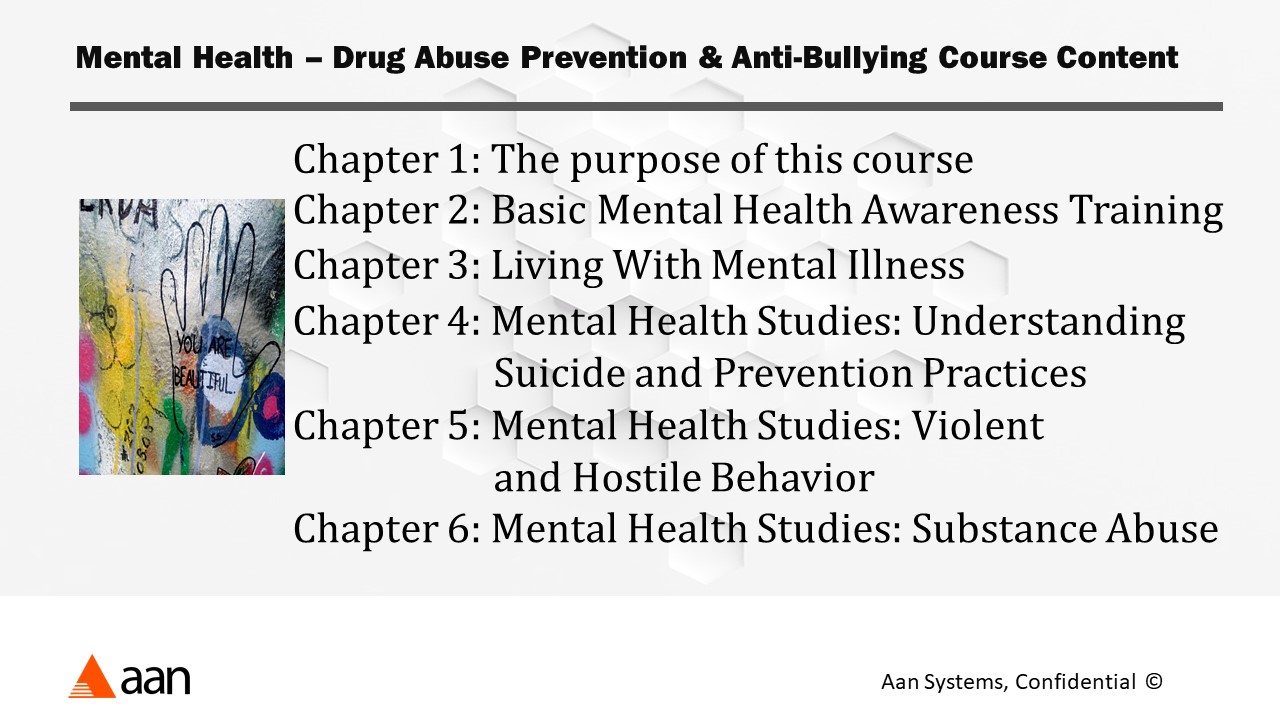 Mental Health – Drug Abuse Prevention & Anti-Bullying Course Content
Chapter 1: The purpose of this course
Chapter 2: Basic Mental Health Awareness Training
Chapter 3: Living With Mental Illness
Chapter 4: Mental Health Studies: Understanding
Suicide and Prevention Practices
Chapter 5: Mental Health Studies: Violent
and Hostile Behavior
Chapter 6: Mental Health Studies: Substance Abuse
YOU ARE
BEAUTIFUL.
aan
Aan Systems, Confidential ©